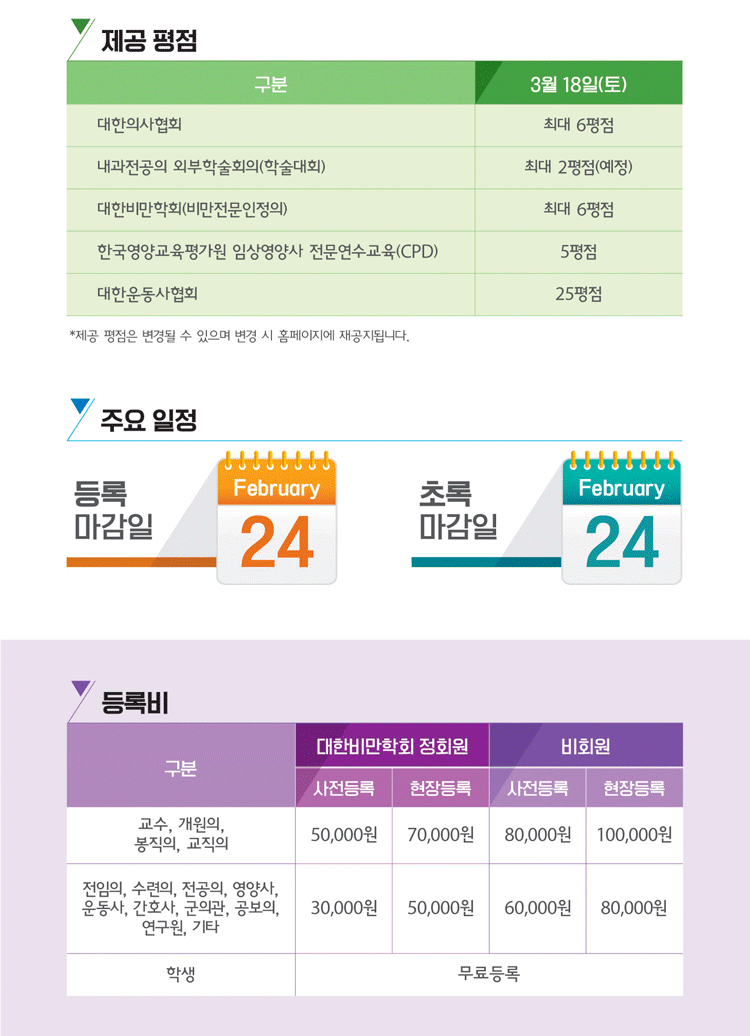 제공 평점
구분 3월 18일(토)
대한의사협회 최대 6평점
내과전공의 외부학술회의(학술대회) 최대 2평점(예정)
대한비만학회(비만전문인정의) 최대 6평점
한국영양교육평가원 임상영양사 전문연수교육(CPD) 5평점
대한운동사협회 25평점
*제공 평점은 변경될 수 있으며 변경 시 홈페이지에 재공지됩니다.
주요 일정
등록
마감일
February
24
초록
마감일
February
24
등록비
구분 대한비만학회 정회원 비회원
사전등록 현장등록 사전등록 현장등록
교수, 개원의,
봉직의, 교직의
50,000원 70,000원 80,000원 100,000원
전임의, 수련의, 전공의, 영양사,
운동사, 간호사, 군의관, 공보의,
연구원, 기타
30,000원 50,000원 60,000원 80,000원
학생 무료등록